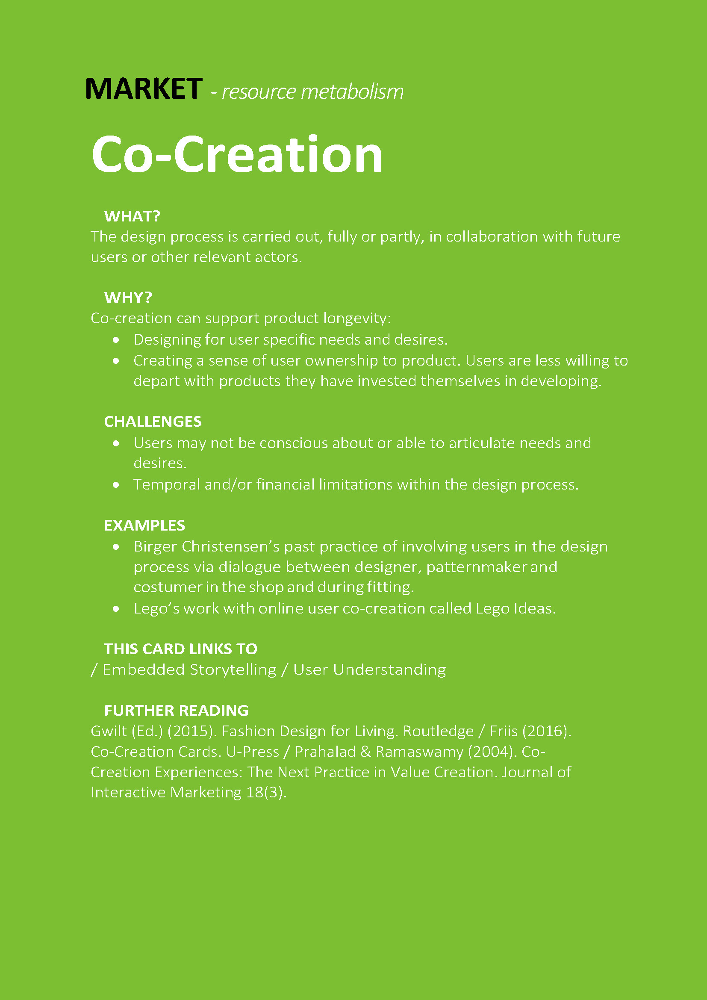 MARKET - resource metabolism
Co-Creation
WHAT?
The design process is carried out, fully or partly, in collaboration with future
users or other relevant actors.
WHY?
Co-creation can support product longevity:
• Designing for user specific needs and desires.
• Creating a sense of user ownership to product. Users are less willing to
depart with products they have invested themselves in developing.
CHALLENGES
• Users may not be conscious about or able to articulate needs and
desires.
• Temporal and/or financial limitations within the design process.
EXAMPLES
• Birger Christensen’s past practice of involving users in the design
process via dialogue between designer, patternmaker and
costumer in the shop and during fitting.
• Lego’s work with online user co-creation called Lego Ideas.
THIS CARD LINKS TO
/ Embedded Storytelling / User Understanding
FURTHER READING
Gwilt (Ed.) (2015). Fashion Design for Living. Routledge / Friis (2016).
Co-Creation Cards. U-Press / Prahalad & Ramaswamy (2004). Co-
Creation Experiences: The Next Practice in Value Creation. Journal of
Interactive Marketing 18(3).